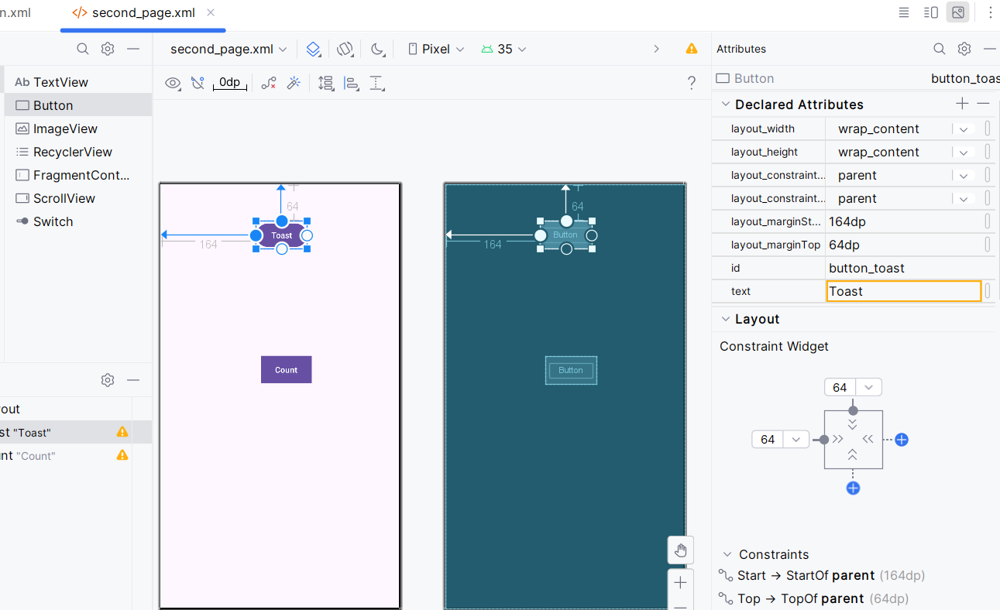 n.xml
second_page.xml
second_page.xml
Pixel
35
Attributes
Ab TextView
Button
ImageView
RecyclerView
FragmentCont...
ScrollView
Switch
0dp
?
Button
button_toas
Declared Attributes
layout_width wrap_content
layout_height wrap_content
layout_constraint... parent
layout_constraint... parent
layout_marginSt... 164dp
layout_marginTop 64dp
id button_toast
text Toast
64
Toast
164
Count
64
Button
164
Button
Layout
Constraint Widget
64
64
Constraints
Start → StartOf parent (164dp)
Top → TopOf parent (64dp)
out
st "Toast"
nt "Count"